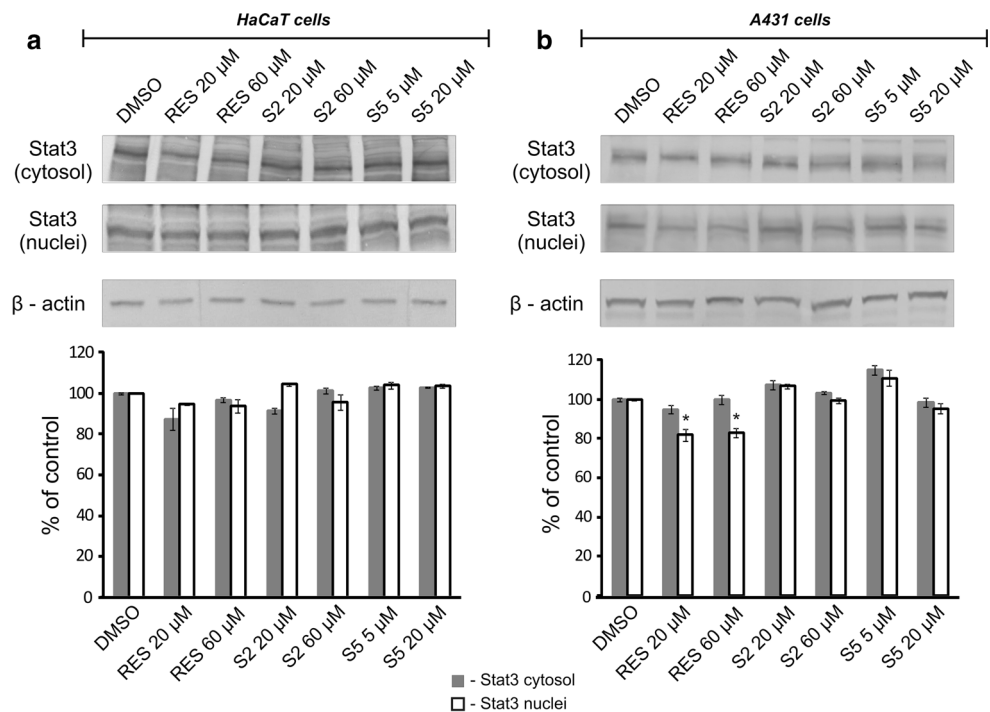 a
HaCaT cells
DMSO
RES 20 µM
RES 60 µM
S2 20 µM
S2 60 µM
S5 5 µM
S5 20 µM
Stat3
(cytosol)
Stat3
(nuclei)
β - actin
% of control
120
100
80
60
40
20
0
DMSO
RES 20 µM
RES 60 µM
S2 20 µM
S2 60 µM
S5 5 µM
S5 20 µM
b
A431 cells
DMSO
RES 20 µM
RES 60 µM
S2 20 µM
S2 60 µM
S5 5 µM
S5 20 µM
Stat3
(cytosol)
Stat3
(nuclei)
β - actin
% of control
120
100
80
60
40
20
0
* *
DMSO
RES 20 µM
RES 60 µM
S2 20 µM
S2 60 µM
S5 5 µM
S5 20 µM
- Stat3 cytosol
- Stat3 nuclei